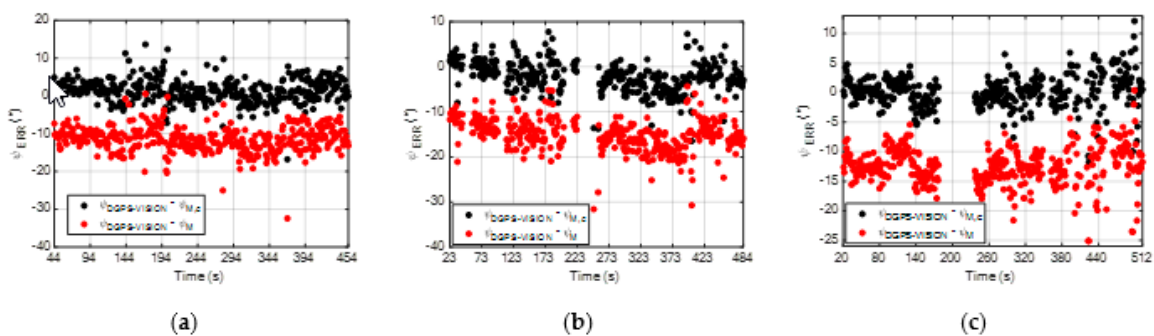 20
10
0
-10
-20
-30
-40
ψ ERR (°)
ψDGPS-VISION - ψM,c
ψDGPS-VISION - ψM
44 94 144 194 244 294 344 394 454
Time (s)
(a)
10
0
-10
-20
-30
-40
ψ ERR (°)
ψDGPS-VISION - ψM,c
ψDGPS-VISION - ψM
23 73 123 173 223 273 323 373 423 484
Time (s)
(b)
10
5
0
-5
-10
-15
-20
-25
ψ ERR (°)
ψDGPS-VISION - ψM,c
ψDGPS-VISION - ψM
20 80 140 200 260 320 380 440 512
Time (s)
(c)